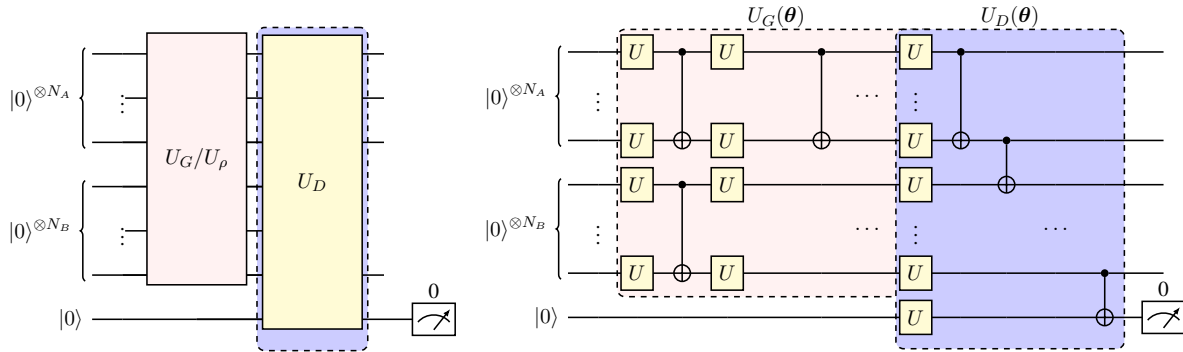 U_G(θ) U_D(θ)
|0⟩^{⊗N_A} ⋮ U_G/U_ρ U_D
|0⟩^{⊗N_B} ⋮
|0⟩ 0
U U U
|0⟩^{⊗N_A} ⋮ ⋯ ⋮
U U U
U U U
|0⟩^{⊗N_B} ⋮ ⋯ ⋮ ⋯
U U U
|0⟩ U 0